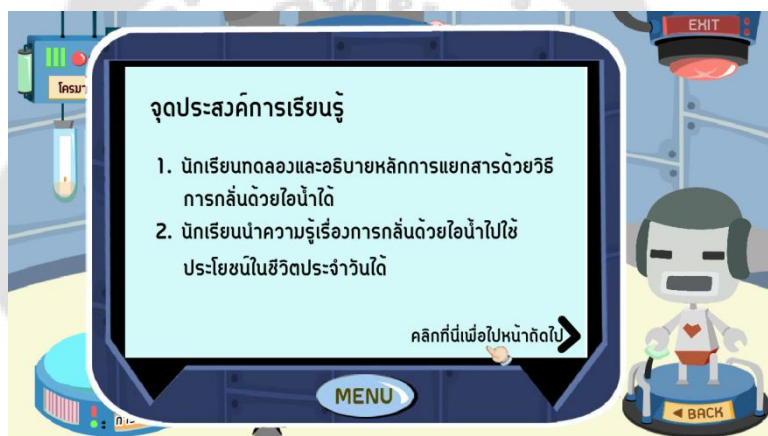 EXIT
จุดประสงค์การเรียนรู้
1. นักเรียนทดลองและอธิบายหลักการแยกสารด้วยวิธี
การกลั่นด้วยไอน้ำได้
2. นักเรียนนำความรู้เรื่องการกลั่นด้วยไอน้ำไปใช้
ประโยชน์ในชีวิตประจำวันได้
คลิกที่นี่เพื่อไปหน้าถัดไป
MENU
BACK